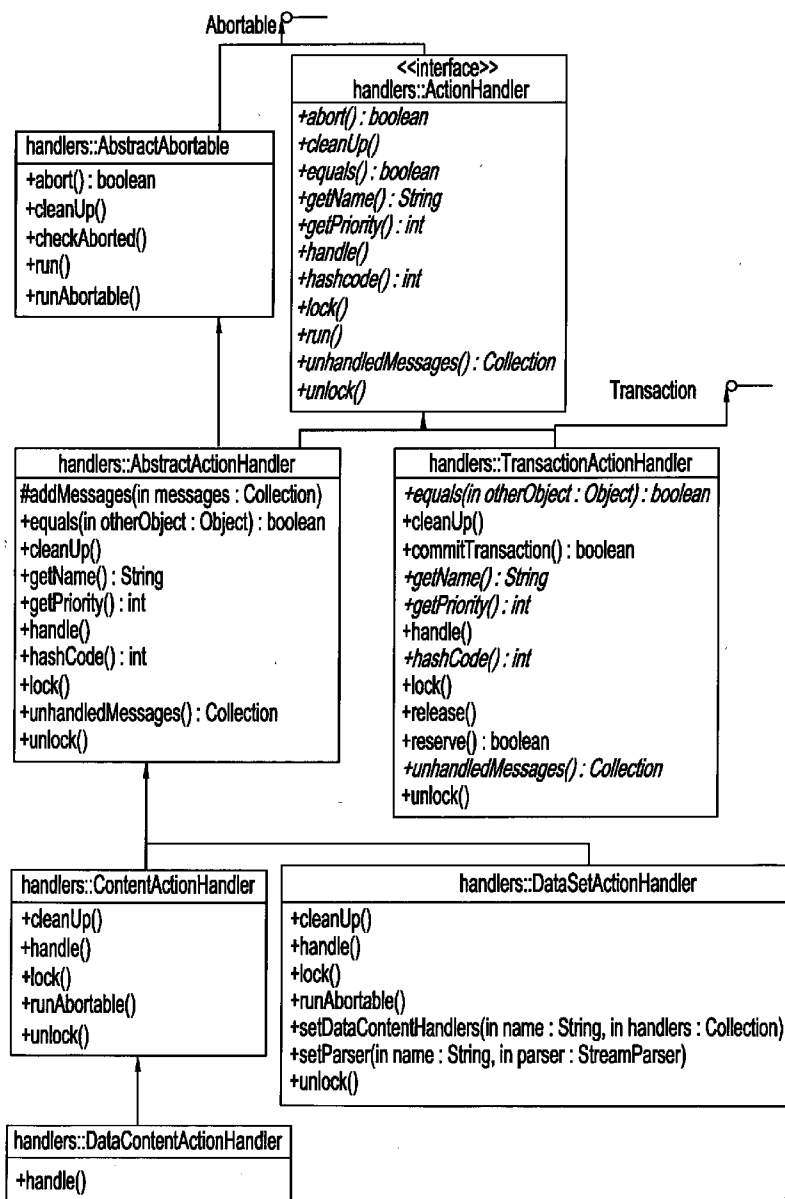 Abortable
<<interface>>
handlers::ActionHandler
+abort() : boolean
+cleanUp()
+equals() : boolean
+getName() : String
+getPriority() : int
+handle()
+hashcode() : int
+lock()
+run()
+unhandledMessages() : Collection
+unlock()
handlers::AbstractAbortable
+abort() : boolean
+cleanUp()
+checkAborted()
+run()
+runAbortable()
Transaction
handlers::AbstractActionHandler
#addMessages(in messages : Collection)
+equals(in otherObject : Object) : boolean
+cleanUp()
+getName() : String
+getPriority() : int
+handle()
+hashCode() : int
+lock()
+unhandledMessages() : Collection
+unlock()
handlers::TransactionActionHandler
+equals(in otherObject : Object) : boolean
+cleanUp()
+commitTransaction() : boolean
+getName() : String
+getPriority() : int
+handle()
+hashCode() : int
+lock()
+release()
+reserve() : boolean
+unhandledMessages() : Collection
+unlock()
handlers::ContentActionHandler
+cleanUp()
+handle()
+lock()
+runAbortable()
+unlock()
handlers::DataSetActionHandler
+cleanUp()
+handle()
+lock()
+runAbortable()
+setDataContentHandlers(in name : String, in handlers : Collection)
+setParser(in name : String, in parser : StreamParser)
+unlock()
handlers::DataContentActionHandler
+handle()